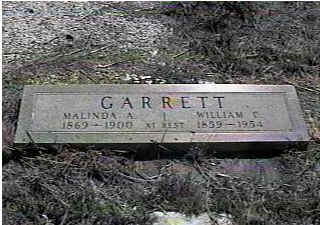 GARRETT
MALINDA A. WILLIAM
1869 – 1900 AT REST 1859 – 1954